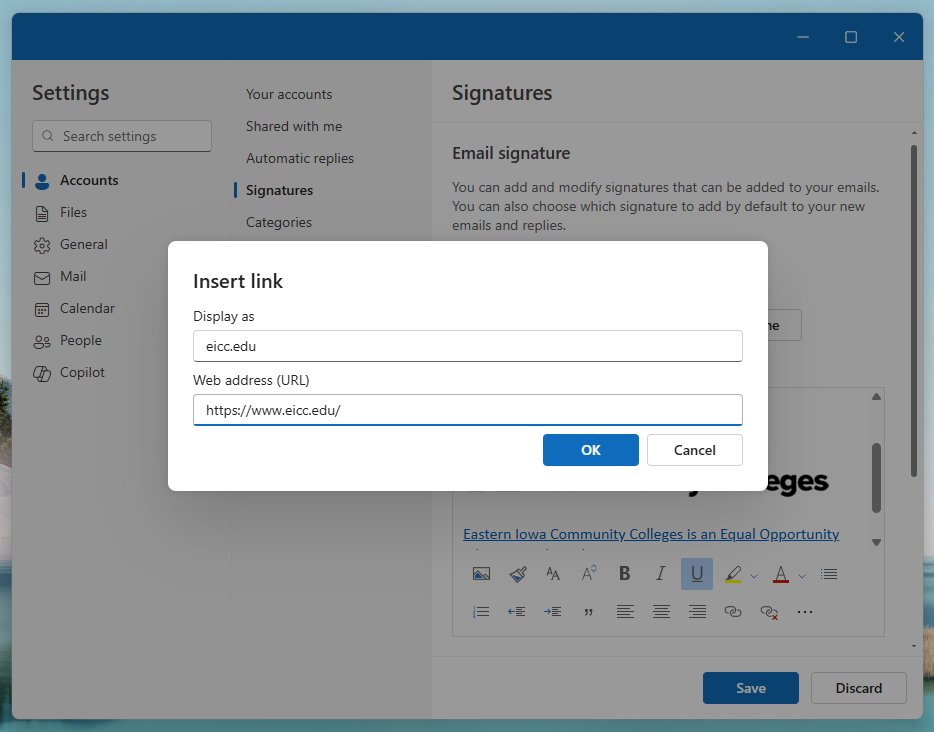 Settings
Search settings
Accounts
Files
General
Mail
Calendar
People
Copilot
Your accounts
Shared with me
Automatic replies
Signatures
Categories
Signatures
Email signature
You can add and modify signatures that can be added to your emails.
You can also choose which signature to add by default to your new
emails and replies.
Insert link
Display as
eicc.edu
Web address (URL)
https://www.eicc.edu/
OK
Cancel
Eastern Iowa Community Colleges is an Equal Opportunity
Save
Discard